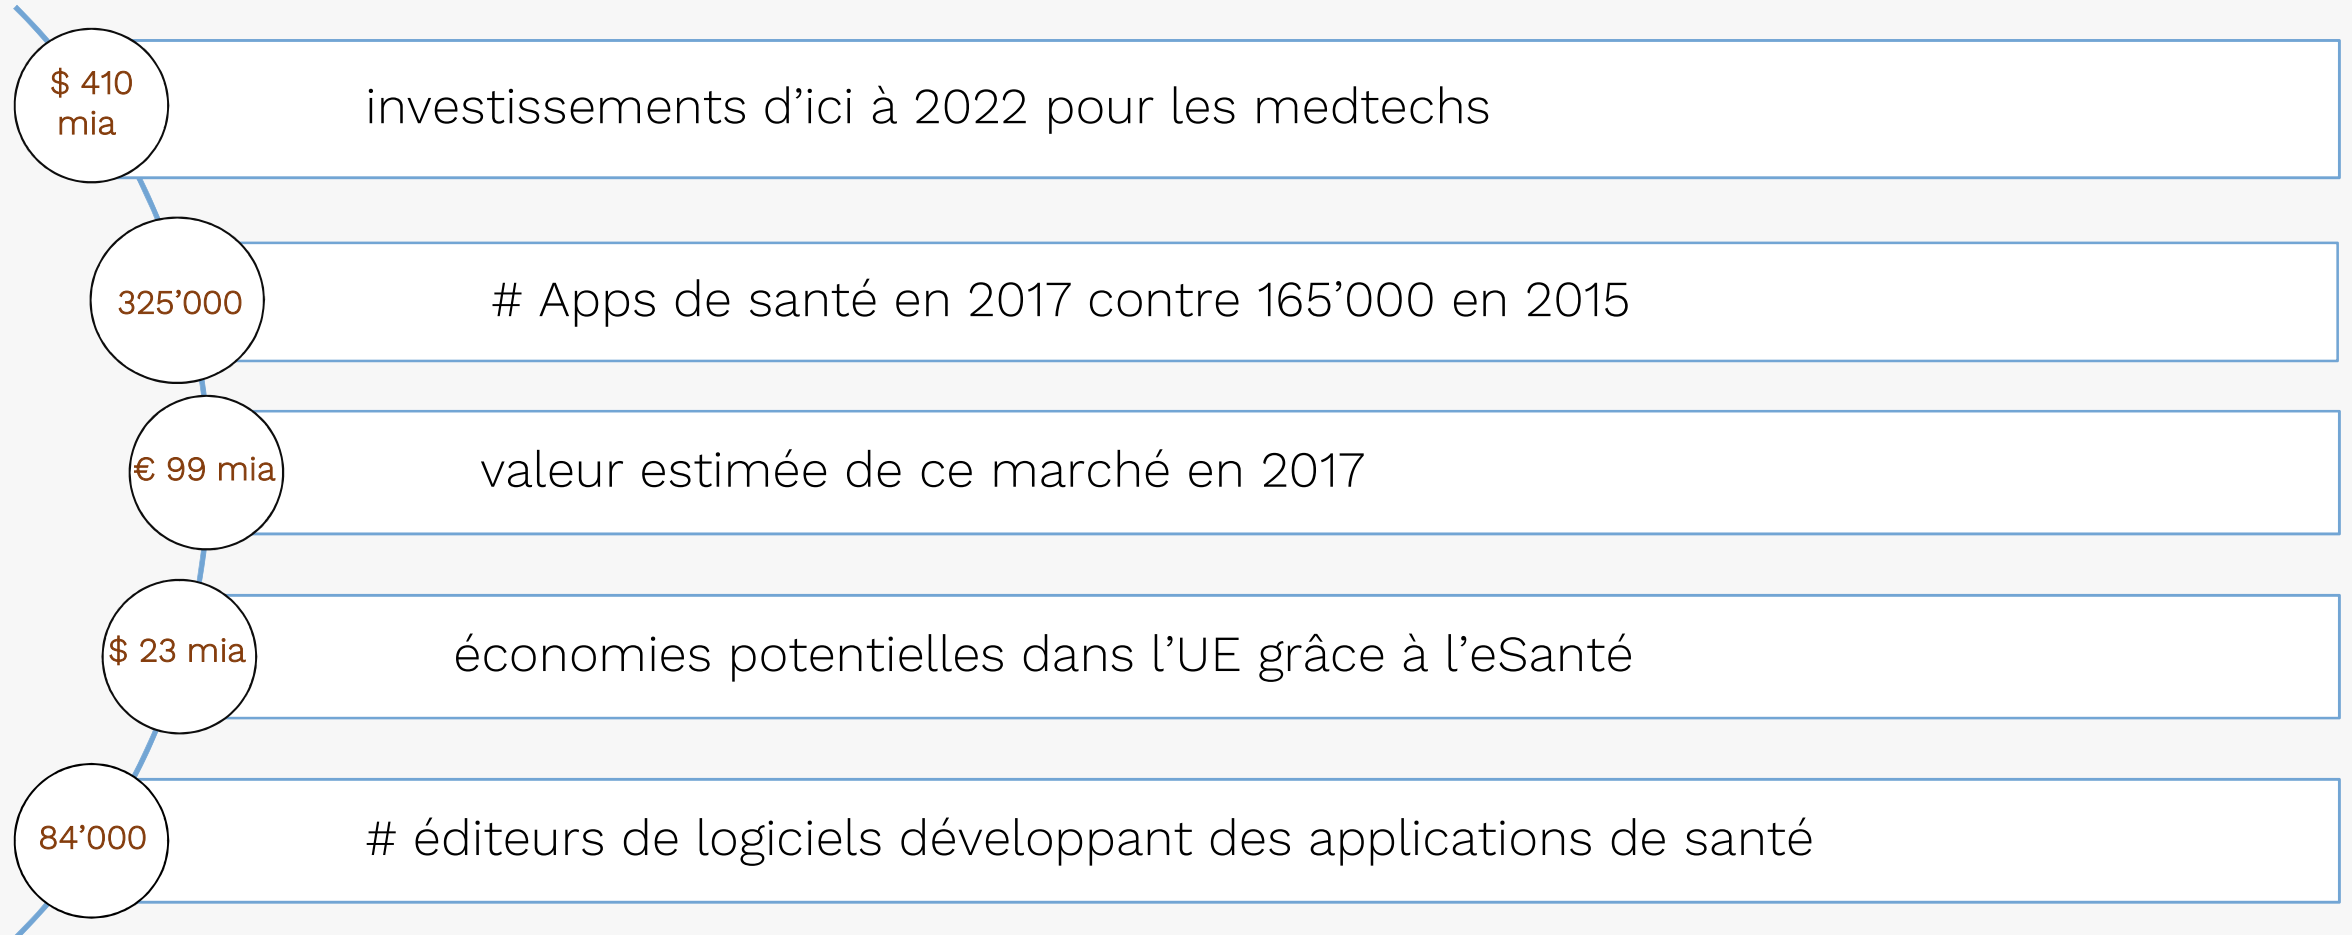 $ 410
mia
investissements d’ici à 2022 pour les medtechs
325’000
# Apps de santé en 2017 contre 165’000 en 2015
€ 99 mia
valeur estimée de ce marché en 2017
$ 23 mia
économies potentielles dans l’UE grâce à l’eSanté
84’000
# éditeurs de logiciels développant des applications de santé